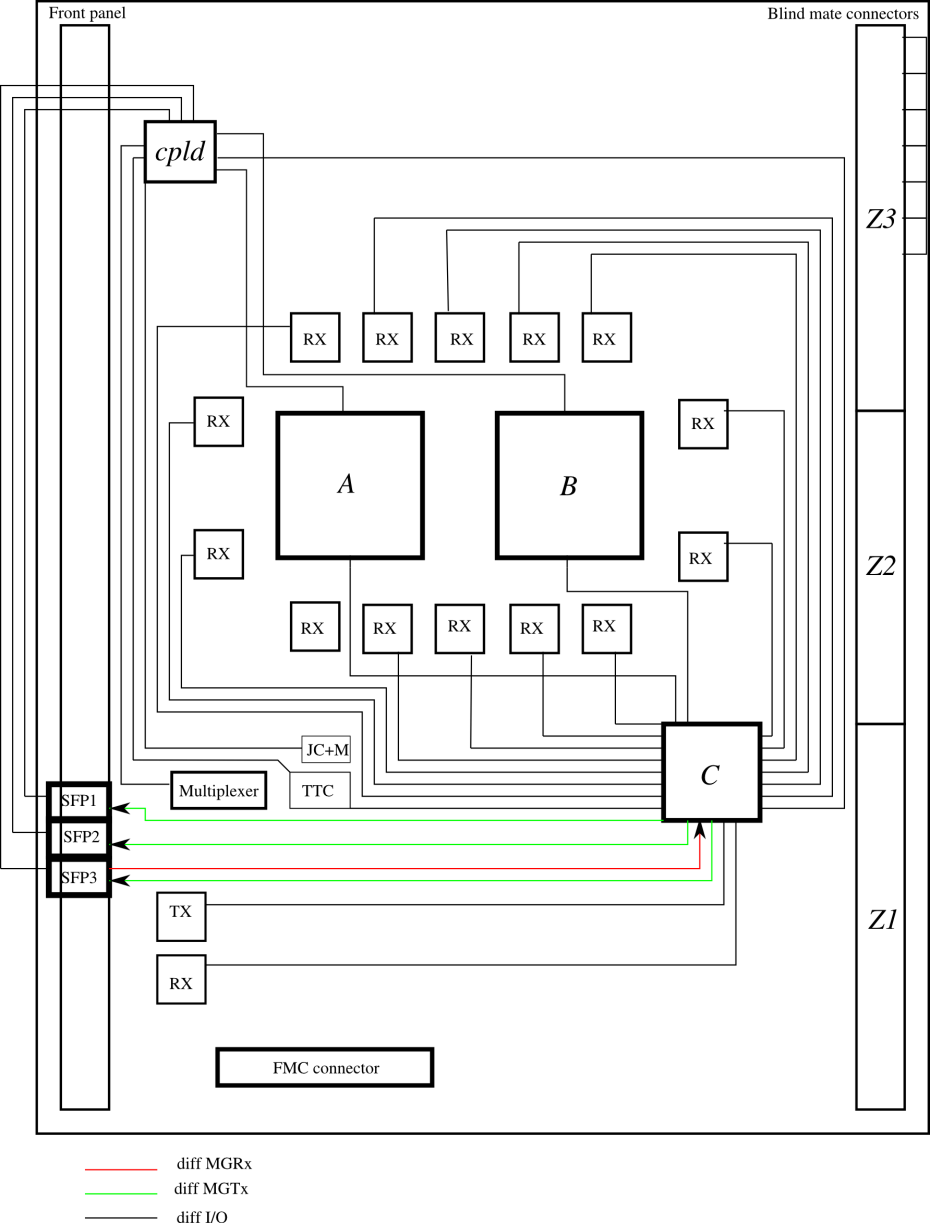 Front panel
Blind mate connectors
cpld
Z3
RX
RX
RX
RX
RX
RX
RX
A
B
RX
RX
Z2
RX
RX
RX
RX
RX
JC+M
C
Multiplexer
TTC
SFP1
SFP2
SFP3
TX
Z1
RX
FMC connector
diff MGRx
diff MGTx
diff I/O